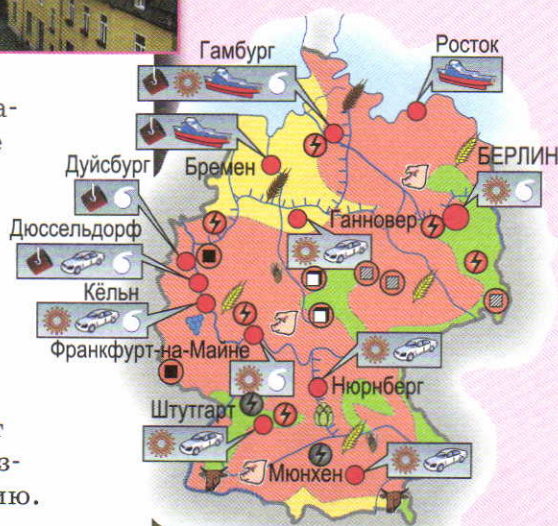 Гамбург
Росток
Бремен
БЕРЛИН
Дуйсбург
Ганновер
Дюссельдорф
Кёльн
Франкфурт-на-Майне
Нюрнберг
Штутгарт
Мюнхен
а-
е
т
з-
ию.